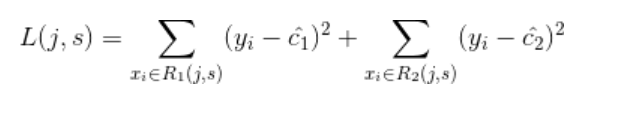 L(j, s) = ∑_{x_i∈R_1(j,s)} (y_i − ĉ_1)^2 + ∑_{x_i∈R_2(j,s)} (y_i − ĉ_2)^2